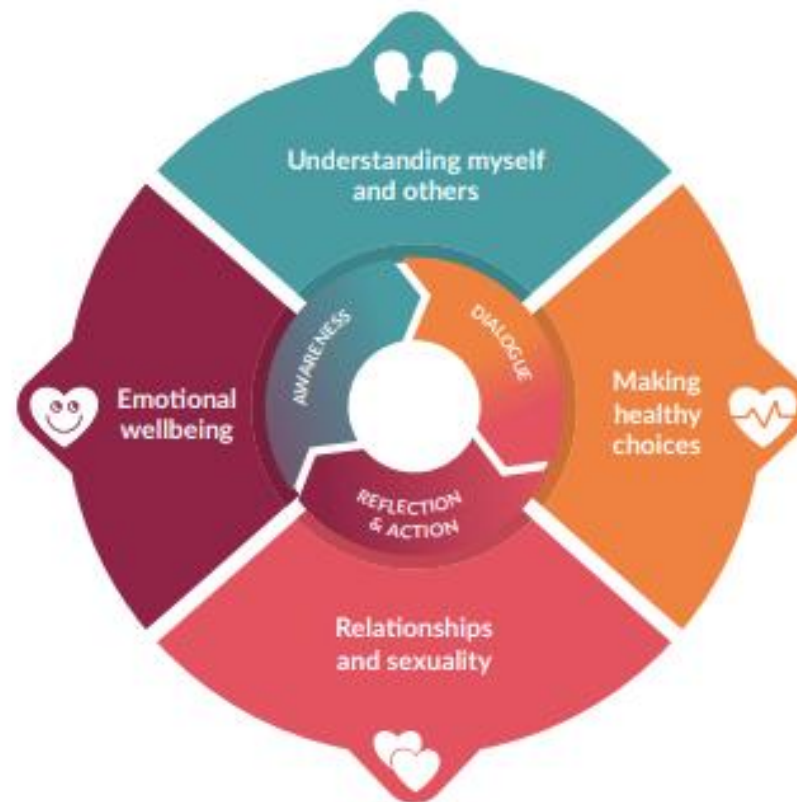 Understanding myself
and others
Making
healthy
choices
Relationships
and sexuality
Emotional
wellbeing
AWARENESS
DIALOGUE
REFLECTION
& ACTION